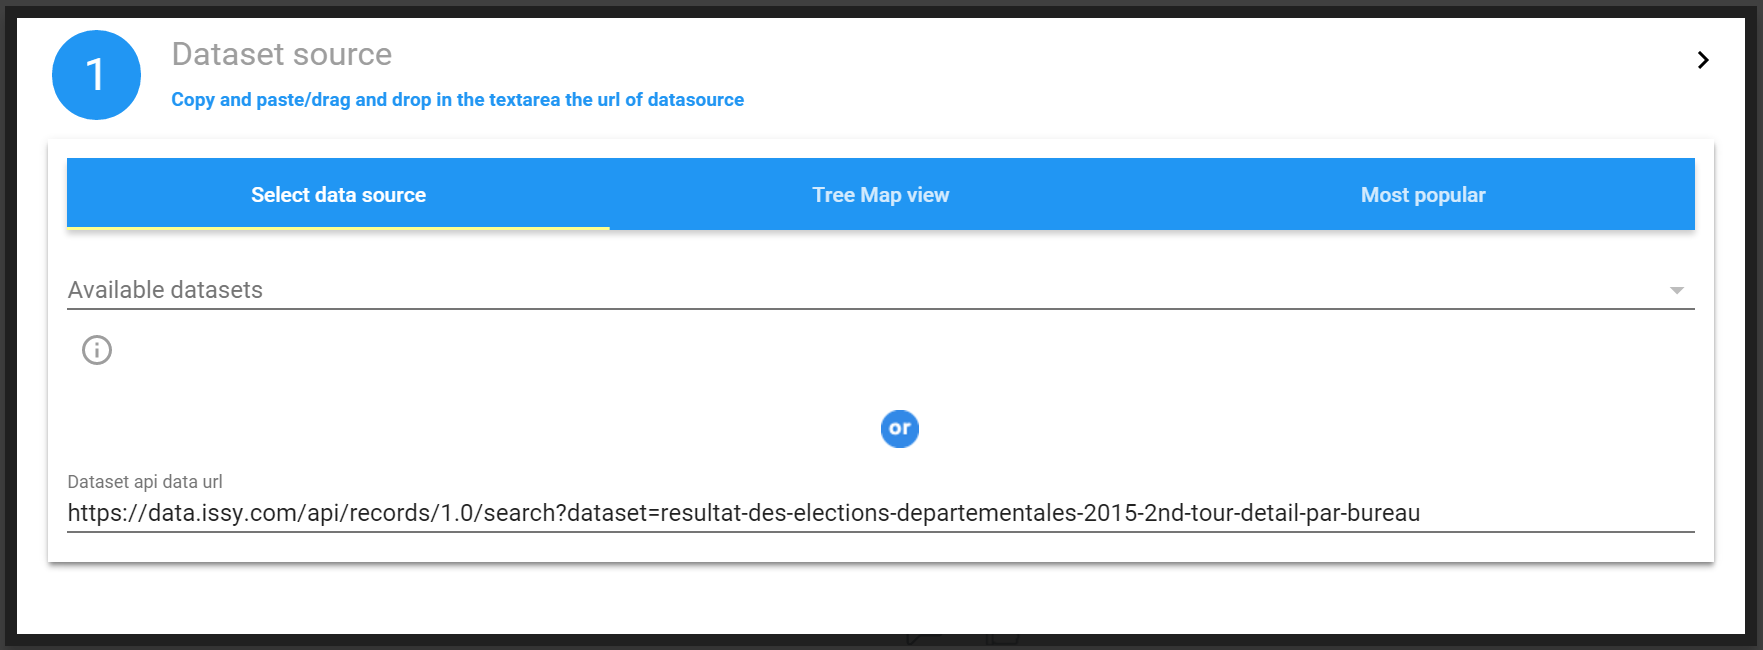 1
Dataset source
Copy and paste/drag and drop in the textarea the url of datasource
Select data source
Tree Map view
Most popular
Available datasets
or
Dataset api data url
https://data.issy.com/api/records/1.0/search?dataset=resultat-des-elections-departementales-2015-2nd-tour-detail-par-bureau